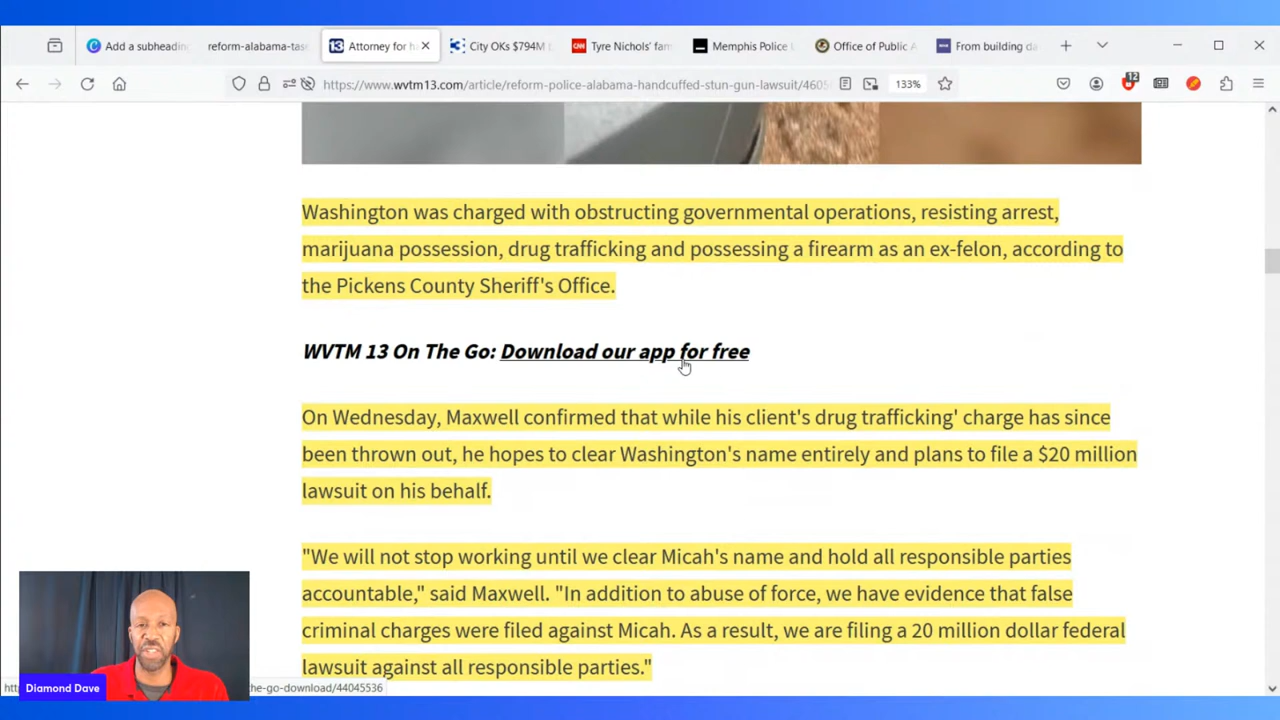 Add a subheading
reform-alabama-tase
Attorney for h
City OKs $794M
Tyre Nichols' fam
Memphis Police
Office of Public A
From building da
https://www.wvtm13.com/article/reform-police-alabama-handcuffed-stun-gun-lawsuit/4605
133%
12
Washington was charged with obstructing governmental operations, resisting arrest,
marijuana possession, drug trafficking and possessing a firearm as an ex-felon, according to
the Pickens County Sheriff's Office.
WVTM 13 On The Go: Download our app for free
On Wednesday, Maxwell confirmed that while his client's drug trafficking' charge has since
been thrown out, he hopes to clear Washington's name entirely and plans to file a $20 million
lawsuit on his behalf.
"We will not stop working until we clear Micah's name and hold all responsible parties
accountable," said Maxwell. "In addition to abuse of force, we have evidence that false
criminal charges were filed against Micah. As a result, we are filing a 20 million dollar federal
lawsuit against all responsible parties."
Diamond Dave
the-go-download/44045536